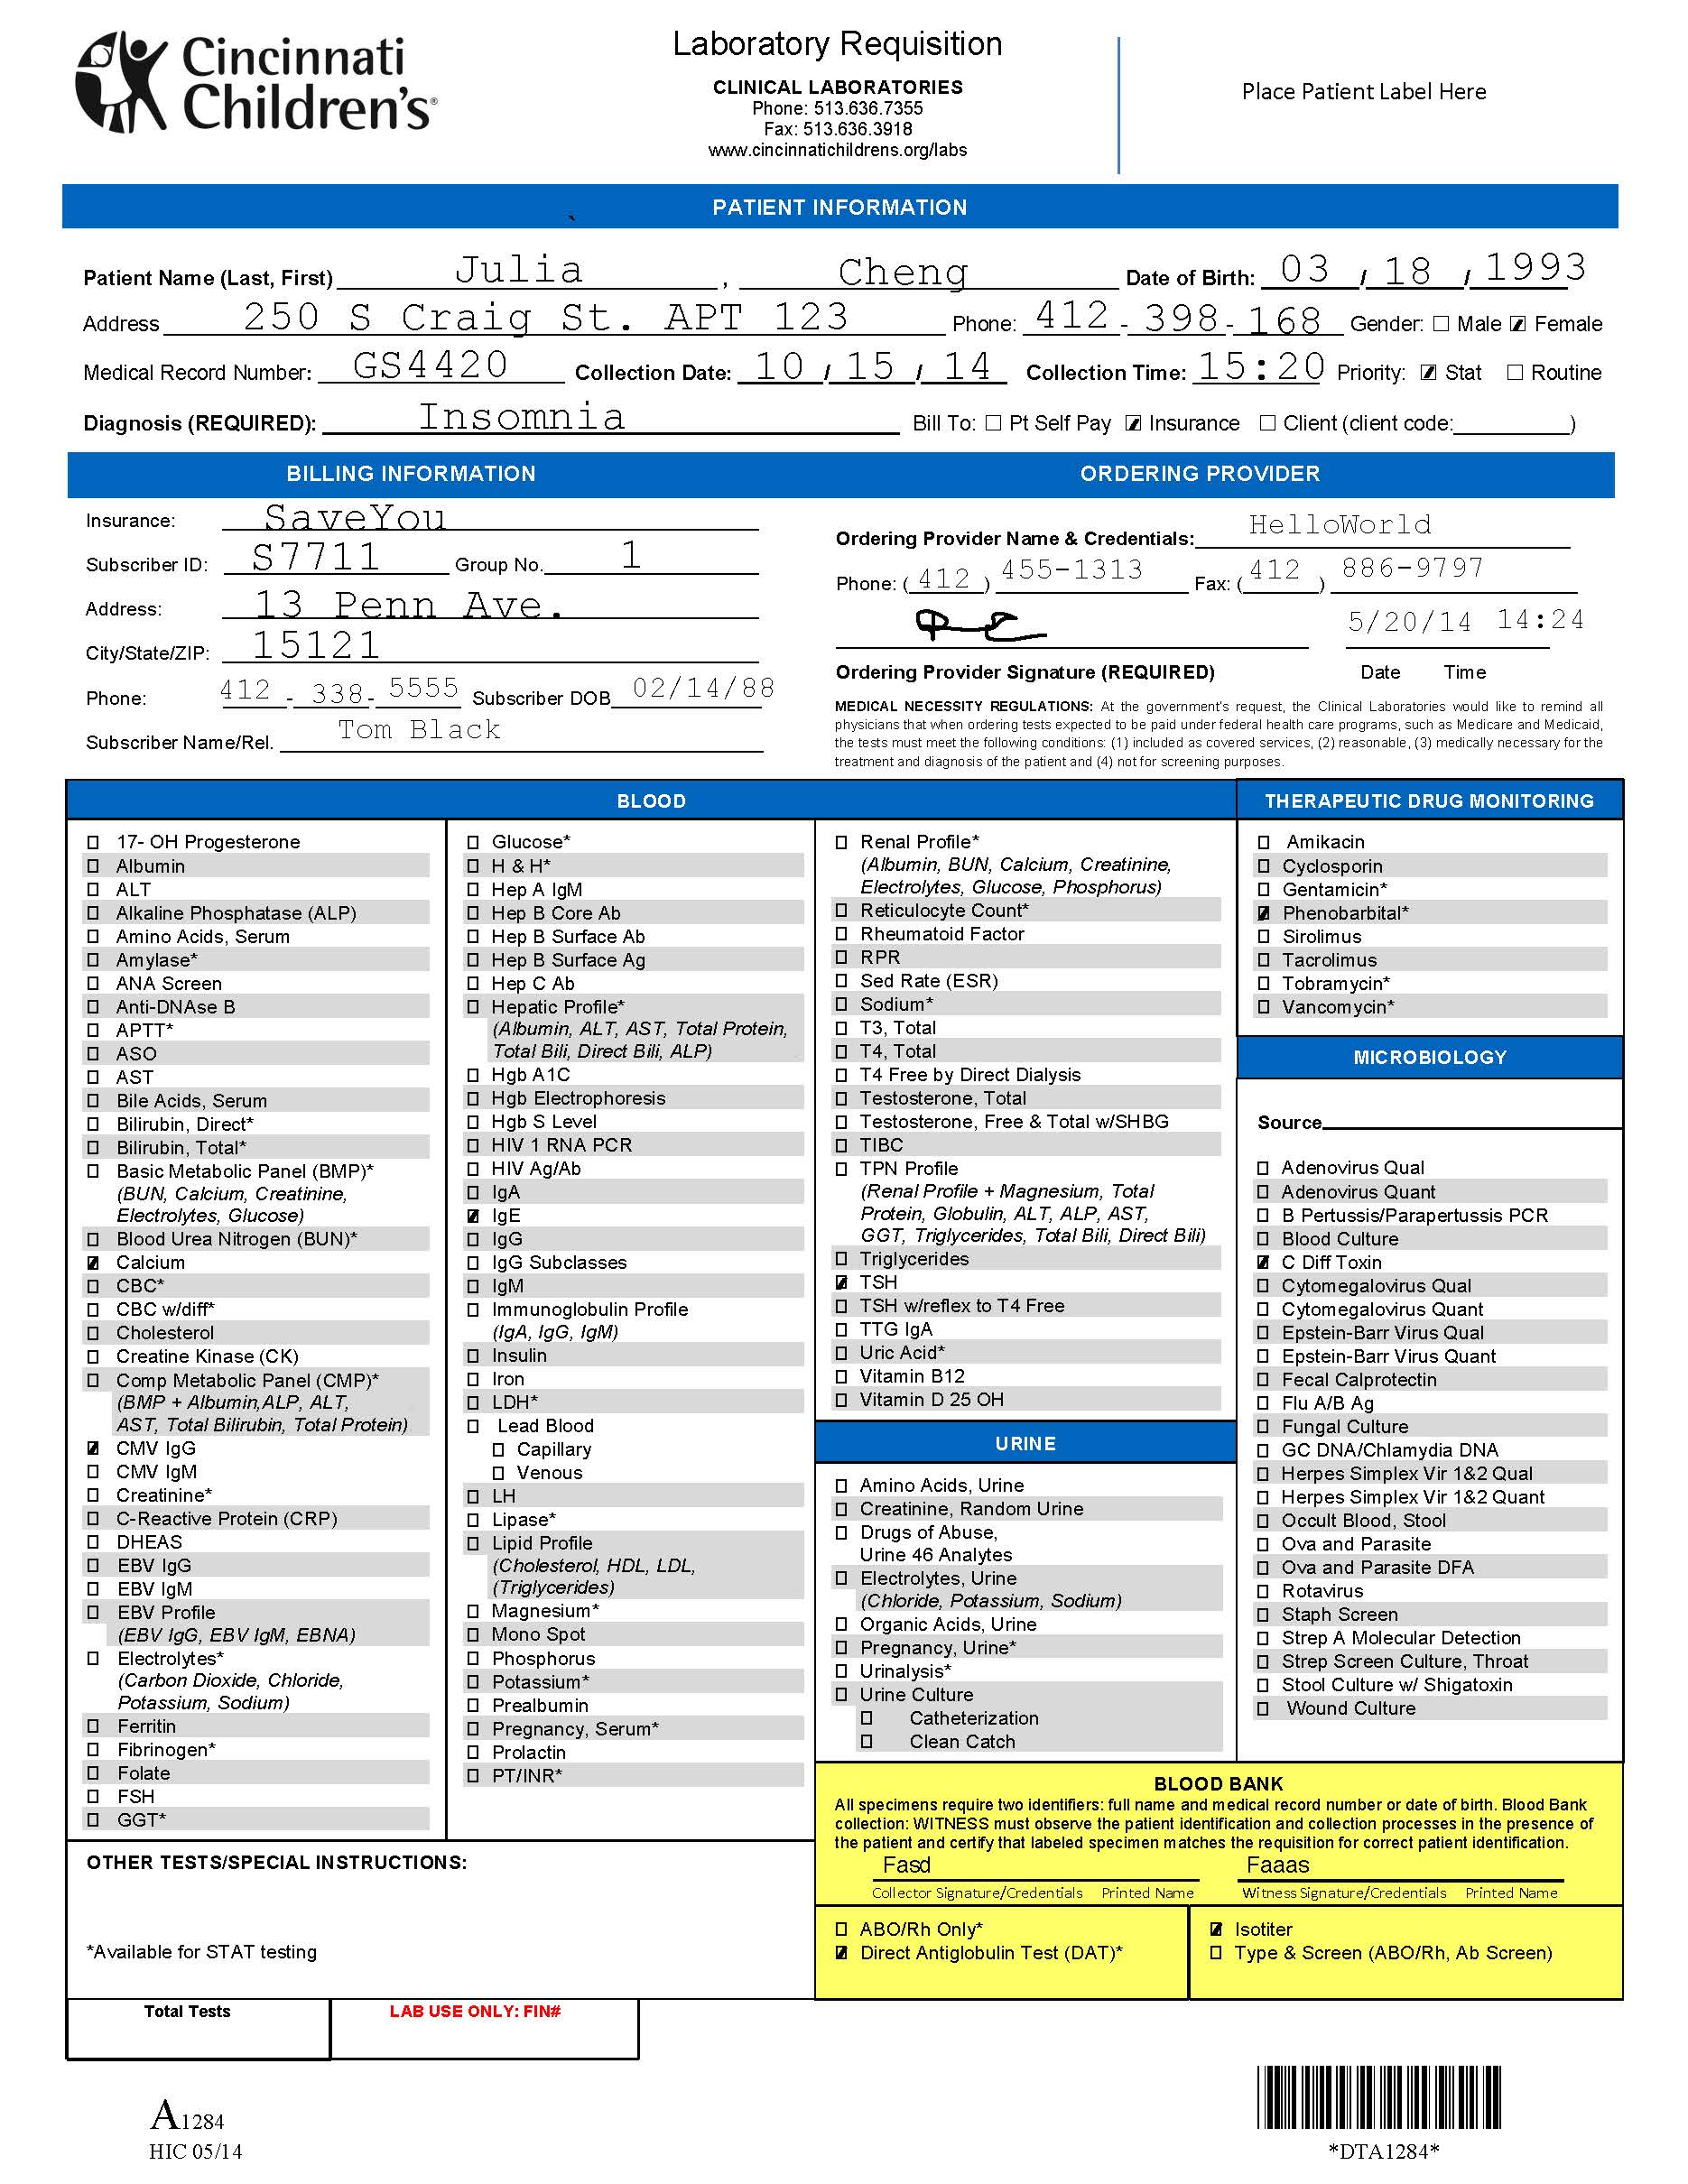 Cincinnati
Children's®
Laboratory Requisition
CLINICAL LABORATORIES
Phone: 513.636.7355
Fax: 513.636.3918
www.cincinnatichildrens.org/labs
Place Patient Label Here
PATIENT INFORMATION
Patient Name (Last, First) Julia , Cheng Date of Birth: 03 / 18 / 1993
Address 250 S Craig St. APT 123 Phone: 412 - 398 - 168 Gender: ☐ Male ☑ Female
Medical Record Number: GS4420 Collection Date: 10 / 15 / 14 Collection Time: 15:20 Priority: ☑ Stat ☐ Routine
Diagnosis (REQUIRED): Insomnia Bill To: ☐ Pt Self Pay ☑ Insurance ☐ Client (client code: )
BILLING INFORMATION
Insurance: SaveYou
Subscriber ID: S7711 Group No. 1
Address: 13 Penn Ave.
City/State/ZIP: 15121
Phone: 412 - 338 - 5555 Subscriber DOB 02/14/88
Subscriber Name/Rel. Tom Black
ORDERING PROVIDER
Ordering Provider Name & Credentials: HelloWorld
Phone: ( 412 ) 455-1313 Fax: ( 412 ) 886-9797
5/20/14 14:24
Ordering Provider Signature (REQUIRED) Date Time
MEDICAL NECESSITY REGULATIONS: At the government's request, the Clinical Laboratories would like to remind all
physicians that when ordering tests expected to be paid under federal health care programs, such as Medicare and Medicaid,
the tests must meet the following conditions: (1) included as covered services, (2) reasonable, (3) medically necessary for the
treatment and diagnosis of the patient and (4) not for screening purposes.
BLOOD
☐ 17- OH Progesterone
☐ Albumin
☐ ALT
☐ Alkaline Phosphatase (ALP)
☐ Amino Acids, Serum
☐ Amylase*
☐ ANA Screen
☐ Anti-DNAse B
☐ APTT*
☐ ASO
☐ AST
☐ Bile Acids, Serum
☐ Bilirubin, Direct*
☐ Bilirubin, Total*
☐ Basic Metabolic Panel (BMP)*
(BUN, Calcium, Creatinine,
Electrolytes, Glucose)
☐ Blood Urea Nitrogen (BUN)*
☑ Calcium
☐ CBC*
☐ CBC w/diff*
☐ Cholesterol
☐ Creatine Kinase (CK)
☐ Comp Metabolic Panel (CMP)*
(BMP + Albumin,ALP, ALT,
AST, Total Bilirubin, Total Protein)
☑ CMV IgG
☐ CMV IgM
☐ Creatinine*
☐ C-Reactive Protein (CRP)
☐ DHEAS
☐ EBV IgG
☐ EBV IgM
☐ EBV Profile
(EBV IgG, EBV IgM, EBNA)
☐ Electrolytes*
(Carbon Dioxide, Chloride,
Potassium, Sodium)
☐ Ferritin
☐ Fibrinogen*
☐ Folate
☐ FSH
☐ GGT*
☐ Glucose*
☐ H & H*
☐ Hep A IgM
☐ Hep B Core Ab
☐ Hep B Surface Ab
☐ Hep B Surface Ag
☐ Hep C Ab
☐ Hepatic Profile*
(Albumin, ALT, AST, Total Protein,
Total Bili, Direct Bili, ALP)
☐ Hgb A1C
☐ Hgb Electrophoresis
☐ Hgb S Level
☐ HIV 1 RNA PCR
☐ HIV Ag/Ab
☐ IgA
☑ IgE
☐ IgG
☐ IgG Subclasses
☐ IgM
☐ Immunoglobulin Profile
(IgA, IgG, IgM)
☐ Insulin
☐ Iron
☐ LDH*
☐ Lead Blood
☐ Capillary
☐ Venous
☐ LH
☐ Lipase*
☐ Lipid Profile
(Cholesterol, HDL, LDL,
(Triglycerides)
☐ Magnesium*
☐ Mono Spot
☐ Phosphorus
☐ Potassium*
☐ Prealbumin
☐ Pregnancy, Serum*
☐ Prolactin
☐ PT/INR*
☐ Renal Profile*
(Albumin, BUN, Calcium, Creatinine,
Electrolytes, Glucose, Phosphorus)
☐ Reticulocyte Count*
☐ Rheumatoid Factor
☐ RPR
☐ Sed Rate (ESR)
☐ Sodium*
☐ T3, Total
☐ T4, Total
☐ T4 Free by Direct Dialysis
☐ Testosterone, Total
☐ Testosterone, Free & Total w/SHBG
☐ TIBC
☐ TPN Profile
(Renal Profile + Magnesium, Total
Protein, Globulin, ALT, ALP, AST,
GGT, Triglycerides, Total Bili, Direct Bili)
☐ Triglycerides
☑ TSH
☐ TSH w/reflex to T4 Free
☐ TTG IgA
☐ Uric Acid*
☐ Vitamin B12
☐ Vitamin D 25 OH
URINE
☐ Amino Acids, Urine
☐ Creatinine, Random Urine
☐ Drugs of Abuse,
Urine 46 Analytes
☐ Electrolytes, Urine
(Chloride, Potassium, Sodium)
☐ Organic Acids, Urine
☐ Pregnancy, Urine*
☐ Urinalysis*
☐ Urine Culture
☐ Catheterization
☐ Clean Catch
THERAPEUTIC DRUG MONITORING
☐ Amikacin
☐ Cyclosporin
☐ Gentamicin*
☑ Phenobarbital*
☐ Sirolimus
☐ Tacrolimus
☐ Tobramycin*
☐ Vancomycin*
MICROBIOLOGY
Source
☐ Adenovirus Qual
☐ Adenovirus Quant
☐ B Pertussis/Parapertussis PCR
☐ Blood Culture
☑ C Diff Toxin
☐ Cytomegalovirus Qual
☐ Cytomegalovirus Quant
☐ Epstein-Barr Virus Qual
☐ Epstein-Barr Virus Quant
☐ Fecal Calprotectin
☐ Flu A/B Ag
☐ Fungal Culture
☐ GC DNA/Chlamydia DNA
☐ Herpes Simplex Vir 1&2 Qual
☐ Herpes Simplex Vir 1&2 Quant
☐ Occult Blood, Stool
☐ Ova and Parasite
☐ Ova and Parasite DFA
☐ Rotavirus
☐ Staph Screen
☐ Strep A Molecular Detection
☐ Strep Screen Culture, Throat
☐ Stool Culture w/ Shigatoxin
☐ Wound Culture
BLOOD BANK
All specimens require two identifiers: full name and medical record number or date of birth. Blood Bank
collection: WITNESS must observe the patient identification and collection processes in the presence of
the patient and certify that labeled specimen matches the requisition for correct patient identification.
Fasd Faaas
Collector Signature/Credentials Printed Name Witness Signature/Credentials Printed Name
☐ ABO/Rh Only*
☑ Direct Antiglobulin Test (DAT)*
☑ Isotiter
☐ Type & Screen (ABO/Rh, Ab Screen)
OTHER TESTS/SPECIAL INSTRUCTIONS:
*Available for STAT testing
Total Tests
LAB USE ONLY: FIN#
A1284
HIC 05/14
*DTA1284*